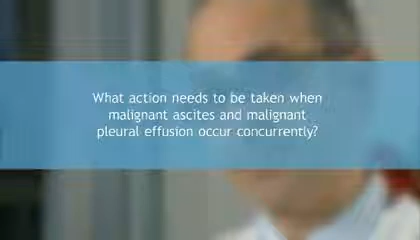 What action needs to be taken when
malignant ascites and malignant
pleural effusion occur concurrently?